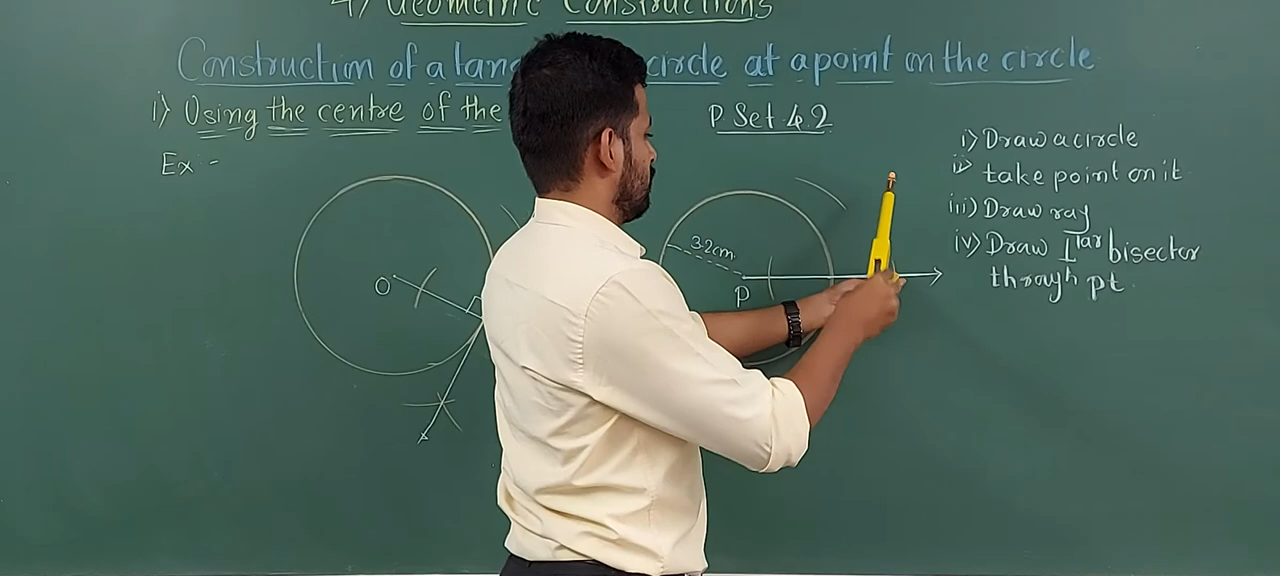 4) Geometric Constructions
Construction of a tang circle at a point on the circle
i) Using the centre of the
P Set 4.2
Ex :-
i) Draw a circle
ii) take point on it
iii) Draw ray
iv) Draw ⊥lar bisector
through pt.
3.2cm
O
P